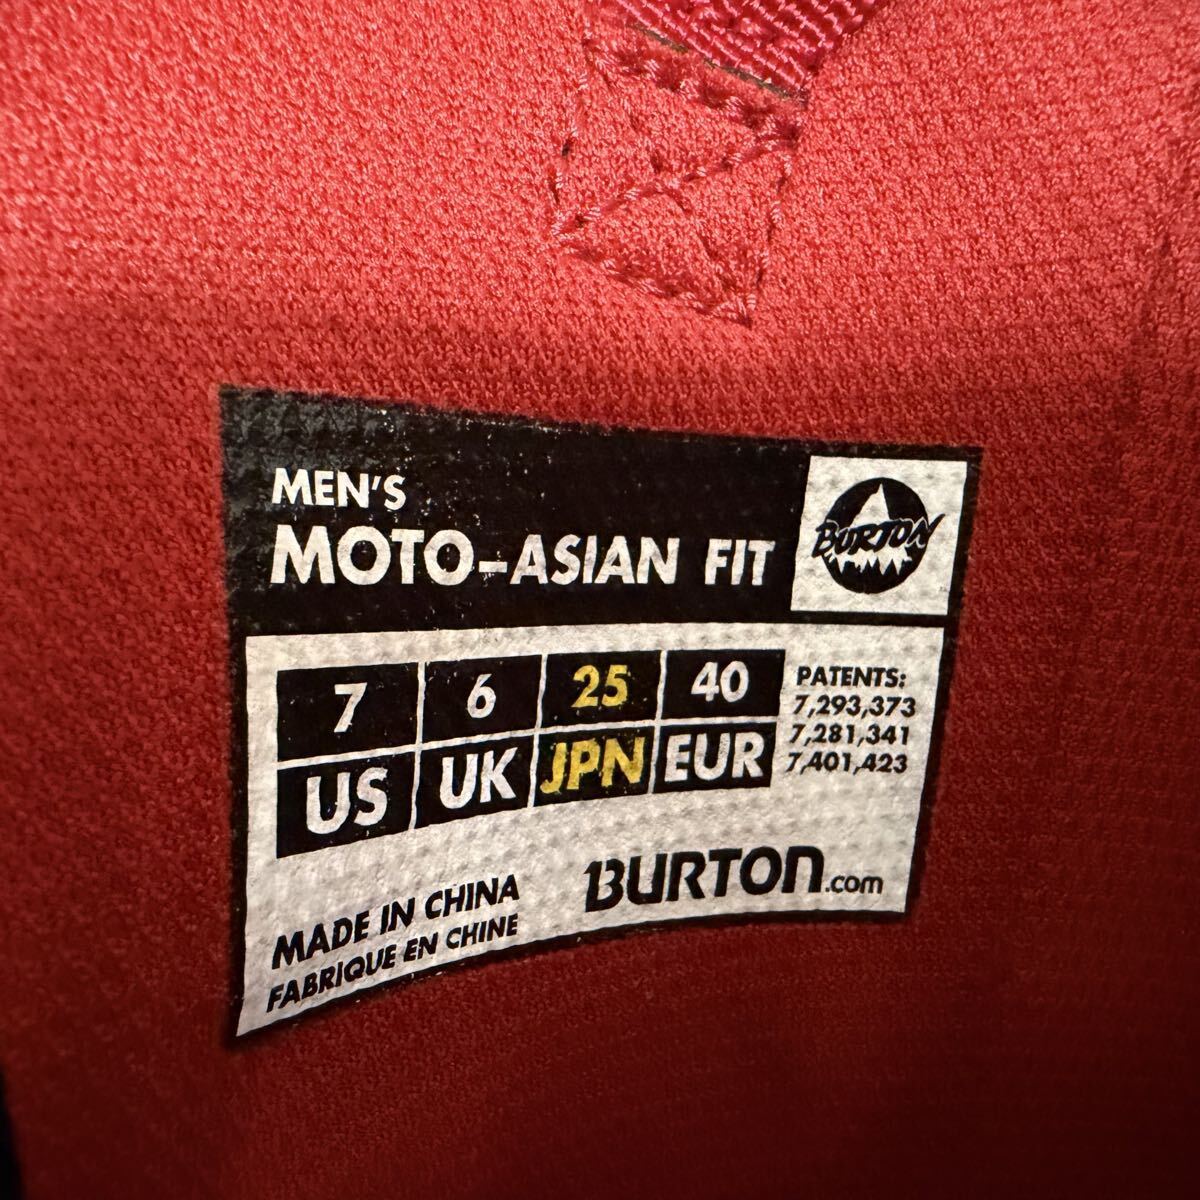 MEN'S
MOTO-ASIAN FIT
BURTON
7 6 25 40
US UK JPN EUR
PATENTS:
7,293,373
7,281,341
7,401,423
BURTON.com
MADE IN CHINA
FABRIQUE EN CHINE